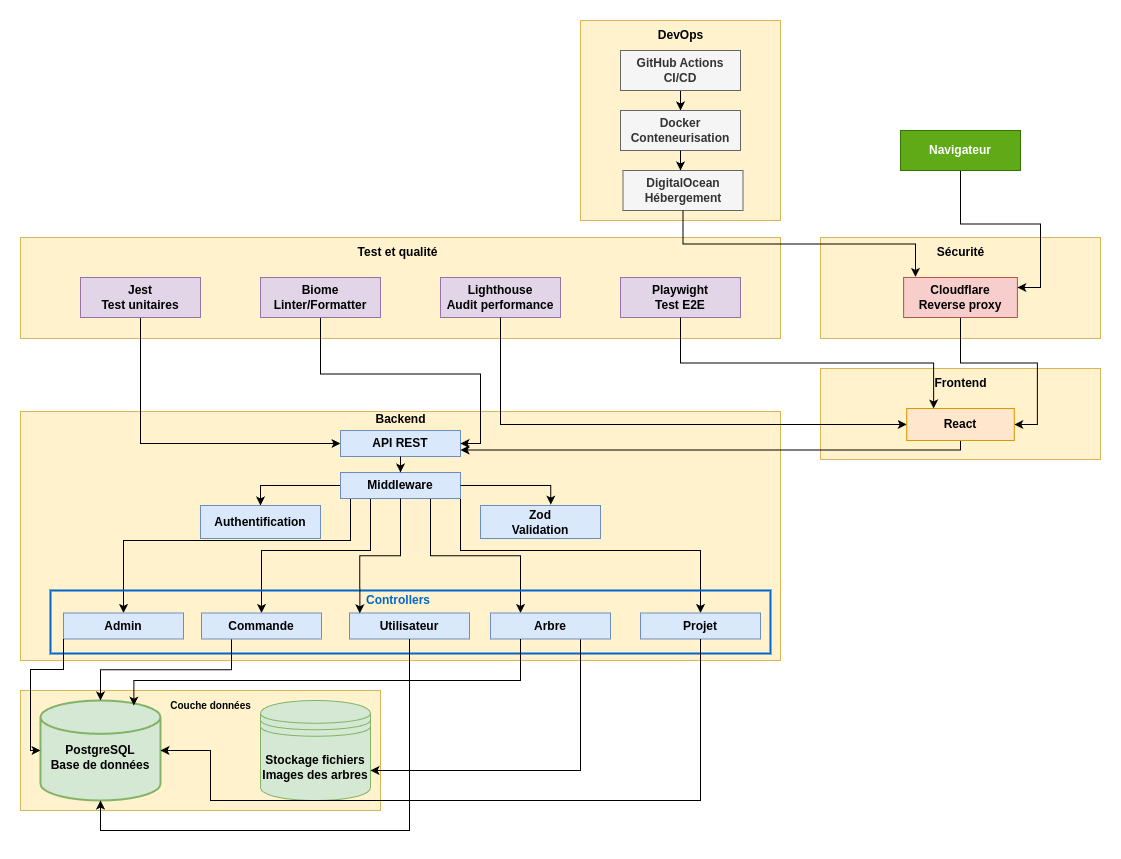 DevOps
GitHub Actions
CI/CD
Docker
Conteneurisation
DigitalOcean
Hébergement
Navigateur
Test et qualité
Jest
Test unitaires
Biome
Linter/Formatter
Lighthouse
Audit performance
Playwight
Test E2E
Sécurité
Cloudflare
Reverse proxy
Frontend
React
Backend
API REST
Middleware
Authentification
Zod
Validation
Controllers
Admin
Commande
Utilisateur
Arbre
Projet
Couche données
PostgreSQL
Base de données
Stockage fichiers
Images des arbres